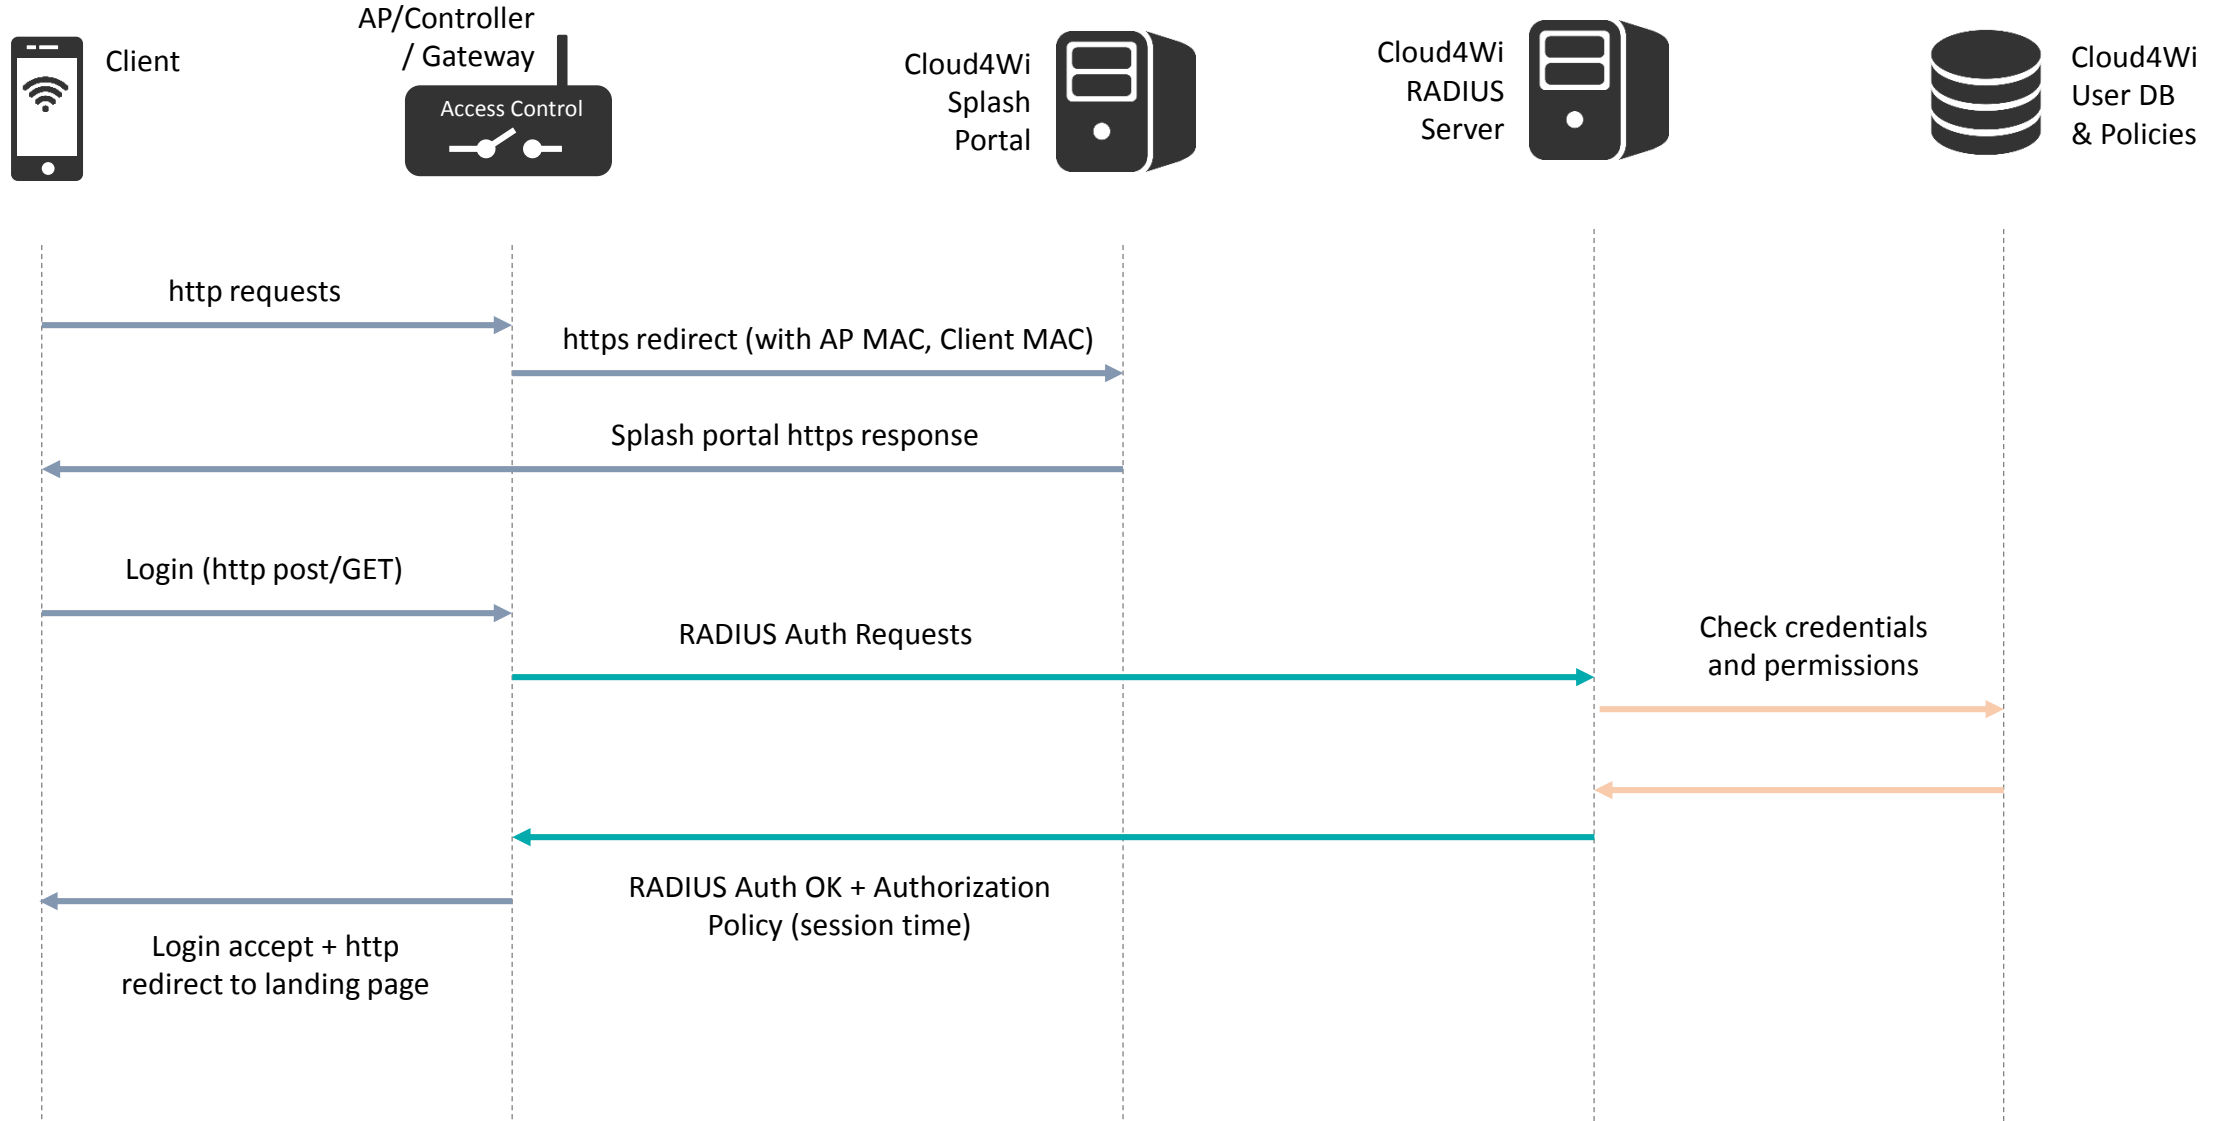 Client
AP/Controller
/ Gateway
Access Control
Cloud4Wi
Splash
Portal
Cloud4Wi
RADIUS
Server
Cloud4Wi
User DB
& Policies
http requests
https redirect (with AP MAC, Client MAC)
Splash portal https response
Login (http post/GET)
RADIUS Auth Requests
Check credentials
and permissions
RADIUS Auth OK + Authorization
Policy (session time)
Login accept + http
redirect to landing page